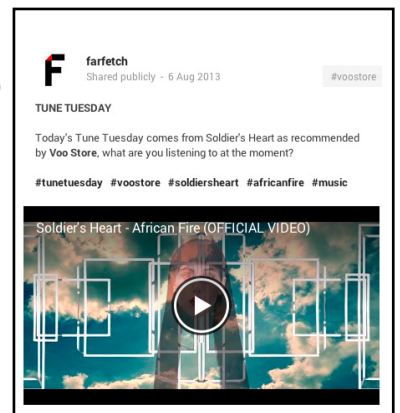 farfetch
Shared publicly - 6 Aug 2013
#voostore
TUNE TUESDAY
Today's Tune Tuesday comes from Soldier's Heart as recommended
by Voo Store, what are you listening to at the moment?
#tunetuesday #voostore #soldiersheart #africanfire #music
Soldier's Heart - African Fire (OFFICIAL VIDEO)